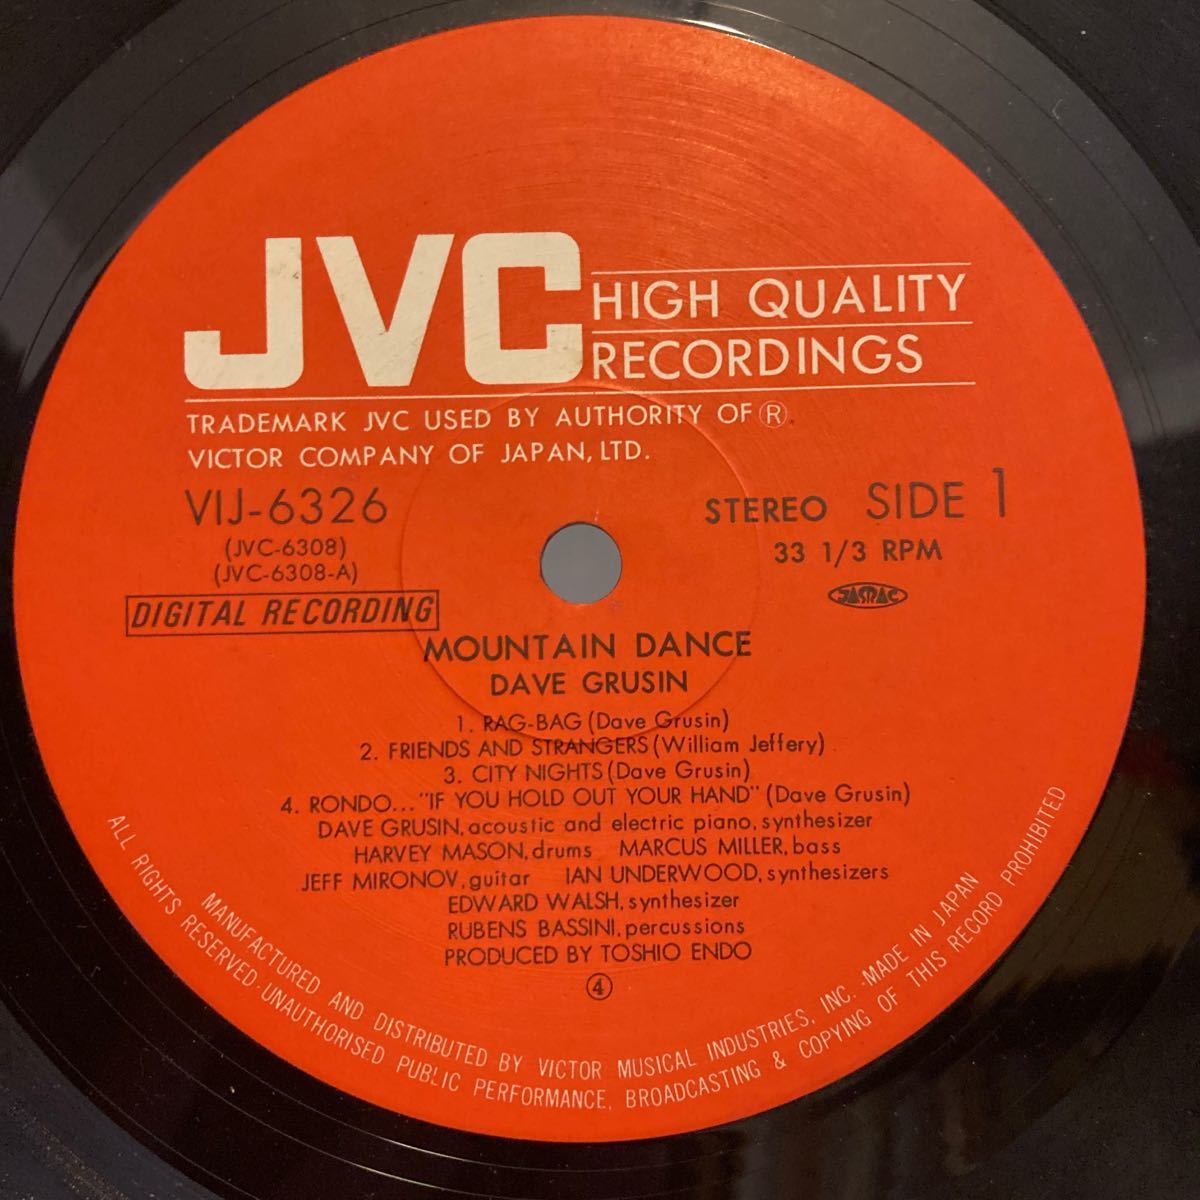 JVC
HIGH QUALITY
RECORDINGS
TRADEMARK JVC USED BY AUTHORITY OF Ⓡ
VICTOR COMPANY OF JAPAN, LTD.
VIJ-6326
(JVC-6308)
(JVC-6308-A)
STEREO SIDE 1
33 1/3 RPM
JASRAC
DIGITAL RECORDING
MOUNTAIN DANCE
DAVE GRUSIN
1. RAG-BAG (Dave Grusin)
2. FRIENDS AND STRANGERS (William Jeffery)
3. CITY NIGHTS (Dave Grusin)
4. RONDO... "IF YOU HOLD OUT YOUR HAND" (Dave Grusin)
DAVE GRUSIN, acoustic and electric piano, synthesizer
HARVEY MASON, drums MARCUS MILLER, bass
JEFF MIRONOV, guitar IAN UNDERWOOD, synthesizers
EDWARD WALSH, synthesizer
RUBENS BASSINI, percussions
PRODUCED BY TOSHIO ENDO
④
MANUFACTURED AND DISTRIBUTED BY VICTOR MUSICAL INDUSTRIES, INC. · MADE IN JAPAN
ALL RIGHTS RESERVED · UNAUTHORISED PUBLIC PERFORMANCE, BROADCASTING & COPYING OF THIS RECORD PROHIBITED